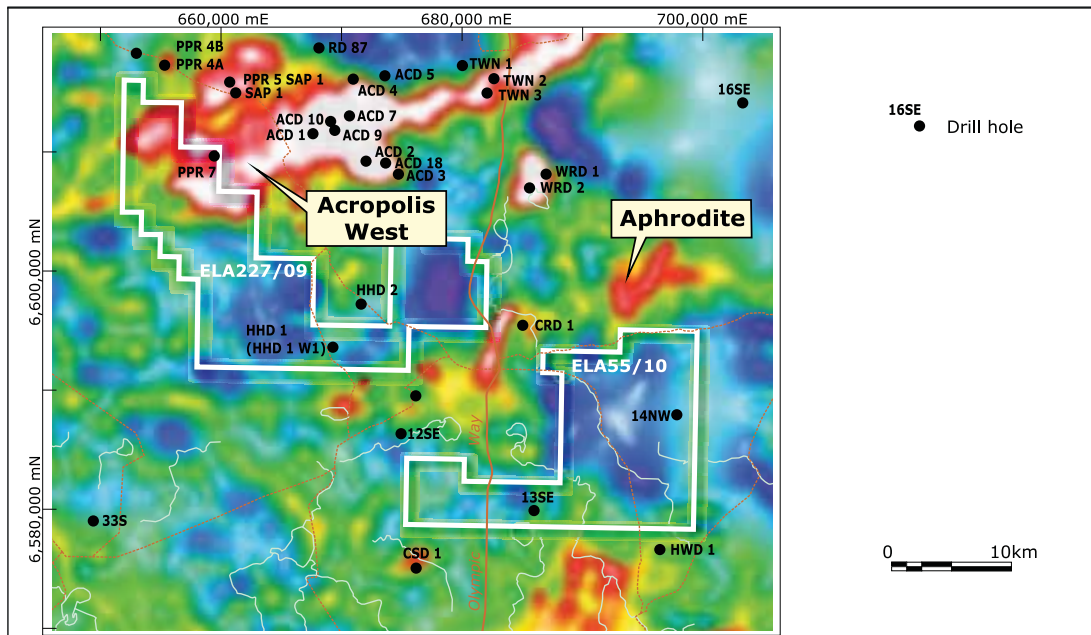 660,000 mE
680,000 mE
700,000 mE
PPR 4B
PPR 4A
RD 87
PPR 5 SAP 1
SAP 1
ACD 4
ACD 5
TWN 1
TWN 2
TWN 3
16SE
16SE
Drill hole
ACD 10
ACD 7
ACD 1
ACD 9
ACD 2
ACD 18
ACD 3
PPR 7
WRD 1
WRD 2
Acropolis
West
Aphrodite
6,600,000 mN
ELA227/09
HHD 2
HHD 1
(HHD 1 W1)
CRD 1
ELA55/10
14NW
12SE
Olympic Way
6,580,000 mN
33S
13SE
CSD 1
HWD 1
0
10km